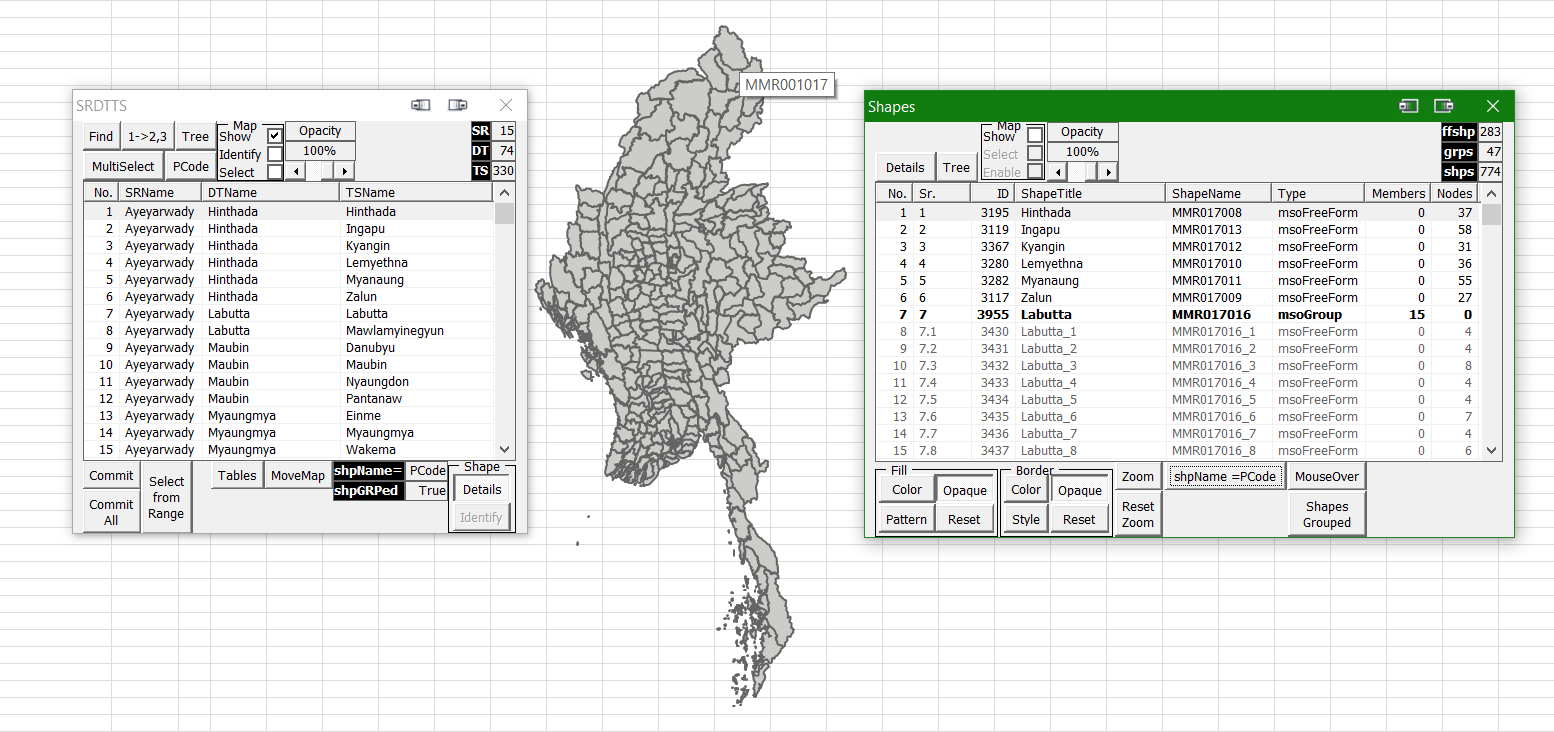 SRDTTS
Find 1->2,3 Tree Map Show Identify Select Opacity 100% SR 15 DT 74 TS 330
MultiSelect PCode
No. SRName DTName TSName
1 Ayeyarwady Hinthada Hinthada
2 Ayeyarwady Hinthada Ingapu
3 Ayeyarwady Hinthada Kyangin
4 Ayeyarwady Hinthada Lemyethna
5 Ayeyarwady Hinthada Myanaung
6 Ayeyarwady Hinthada Zalun
7 Ayeyarwady Labutta Labutta
8 Ayeyarwady Labutta Mawlamyinegyun
9 Ayeyarwady Maubin Danubyu
10 Ayeyarwady Maubin Maubin
11 Ayeyarwady Maubin Nyaungdon
12 Ayeyarwady Maubin Pantanaw
13 Ayeyarwady Myaungmya Einme
14 Ayeyarwady Myaungmya Myaungmya
15 Ayeyarwady Myaungmya Wakema
Commit
Commit
All
Select
from
Range
Tables MoveMap
shpName= PCode
shpGRPed True
Shape
Details
Identify
MMR001017
Shapes
Details Tree Map Show Select Enable Opacity 100% ffshp 283 grps 47 shps 774
No. Sr. ID ShapeTitle ShapeName Type Members Nodes
1 1 3195 Hinthada MMR017008 msoFreeForm 0 37
2 2 3119 Ingapu MMR017013 msoFreeForm 0 58
3 3 3367 Kyangin MMR017012 msoFreeForm 0 31
4 4 3280 Lemyethna MMR017010 msoFreeForm 0 36
5 5 3282 Myanaung MMR017011 msoFreeForm 0 55
6 6 3117 Zalun MMR017009 msoFreeForm 0 27
7 7 3955 Labutta MMR017016 msoGroup 15 0
8 7.1 3430 Labutta_1 MMR017016_1 msoFreeForm 0 4
9 7.2 3431 Labutta_2 MMR017016_2 msoFreeForm 0 4
10 7.3 3432 Labutta_3 MMR017016_3 msoFreeForm 0 8
11 7.4 3433 Labutta_4 MMR017016_4 msoFreeForm 0 4
12 7.5 3434 Labutta_5 MMR017016_5 msoFreeForm 0 4
13 7.6 3435 Labutta_6 MMR017016_6 msoFreeForm 0 7
14 7.7 3436 Labutta_7 MMR017016_7 msoFreeForm 0 4
15 7.8 3437 Labutta_8 MMR017016_8 msoFreeForm 0 6
Fill
Color Opaque
Pattern Reset
Border
Color Opaque
Style Reset
Zoom
Reset
Zoom
shpName =PCode
MouseOver
Shapes
Grouped